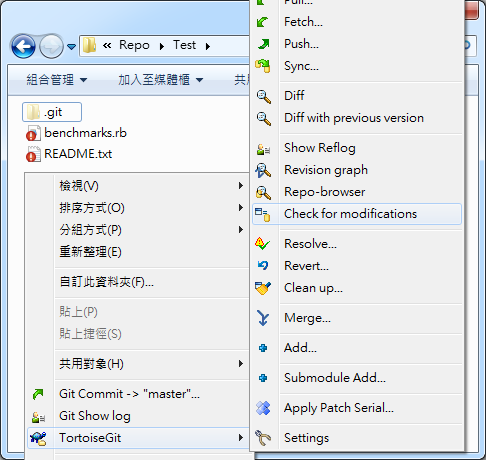 Pull...
Fetch...
Push...
Sync...
Diff
Diff with previous version
Show Reflog
Revision graph
Repo-browser
Check for modifications
Resolve...
Revert...
Clean up...
Merge...
Add...
Submodule Add...
Apply Patch Serial...
Settings
« Repo Test
組合管理 加入至媒體櫃
.git
benchmarks.rb
README.txt
檢視(V)
排序方式(O)
分組方式(P)
重新整理(E)
自訂此資料夾(F)...
貼上(P)
貼上捷徑(S)
共用對象(H)
Git Commit -> "master"...
Git Show log
TortoiseGit